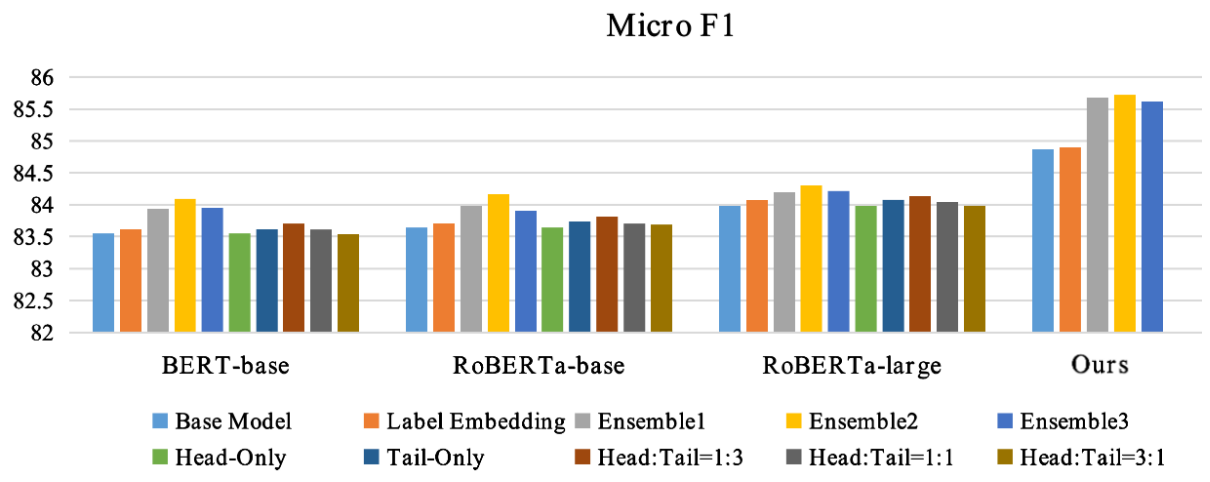 Micro F1
86
85.5
85
84.5
84
83.5
83
82.5
82
BERT-base RoBERTa-base RoBERTa-large Ours
Base Model Label Embedding Ensemble1 Ensemble2 Ensemble3
Head-Only Tail-Only Head:Tail=1:3 Head:Tail=1:1 Head:Tail=3:1